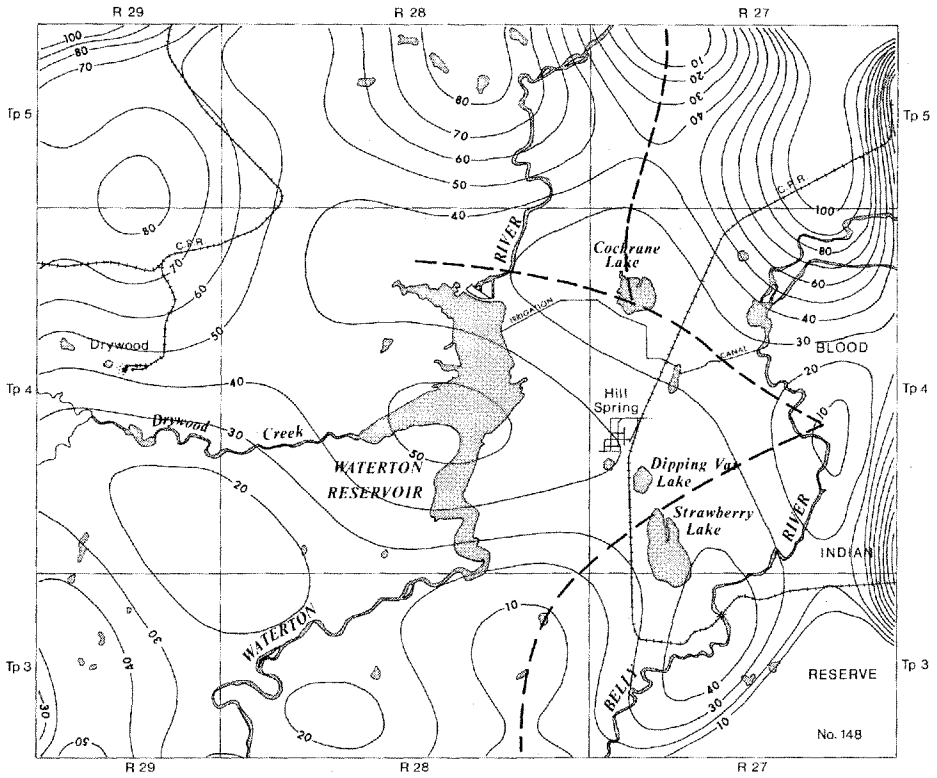 R 29 R 28 R 27
100
80
70
80
10
20
30
40
Tp 5 Tp 5
70
60
50
C.P.R.
40
100
80
RIVER
80
C.P.R.
70
Cochrane
Lake
80
60
60
40
50
IRRIGATION
30
CANAL
BLOOD
Drywood
20
Tp 4 40 Hill Tp 4
Spring
10
Drywood Creek
30
50
WATERTON
RESERVOIR
Dipping Vat
Lake
20
Strawberry
Lake
RIVER
INDIAN
10
30
WATERTON
40
Tp 3 Tp 3
BELLY
RESERVE
40
30
30
20
10
50
No. 148
R 29 R 28 R 27